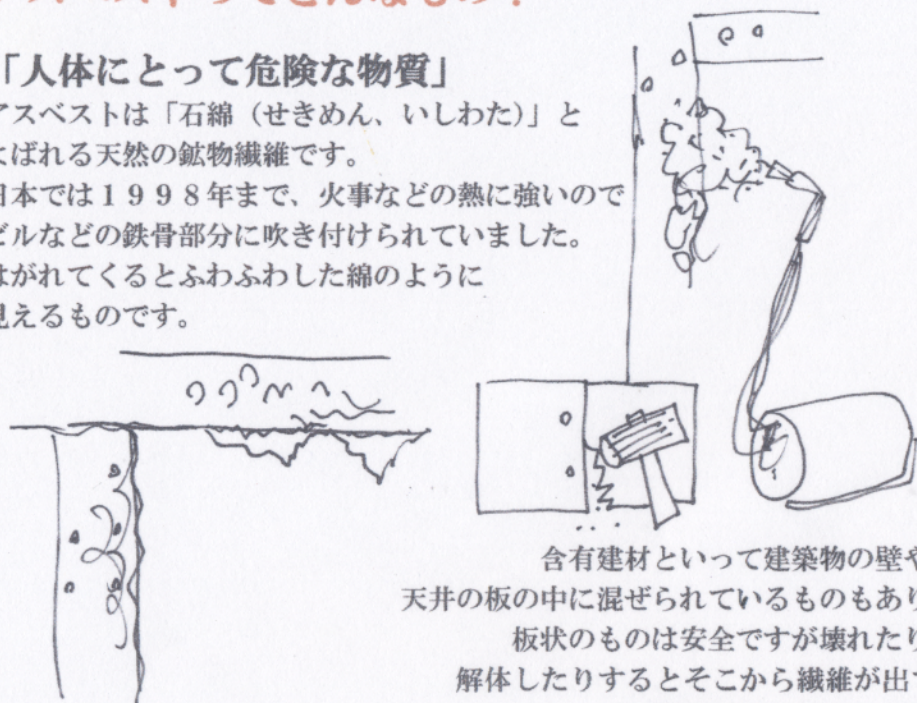 「人体にとって危険な物質」
アスベストは「石綿（せきめん、いしわた）」と
よばれる天然の鉱物繊維です。
日本では１９９８年まで、火事などの熱に強いので
ビルなどの鉄骨部分に吹き付けられていました。
はがれてくるとふわふわした綿のように
見えるものです。
含有建材といって建築物の壁や
天井の板の中に混ぜられているものもあり
板状のものは安全ですが壊れたり
解体したりするとそこから繊維が出て